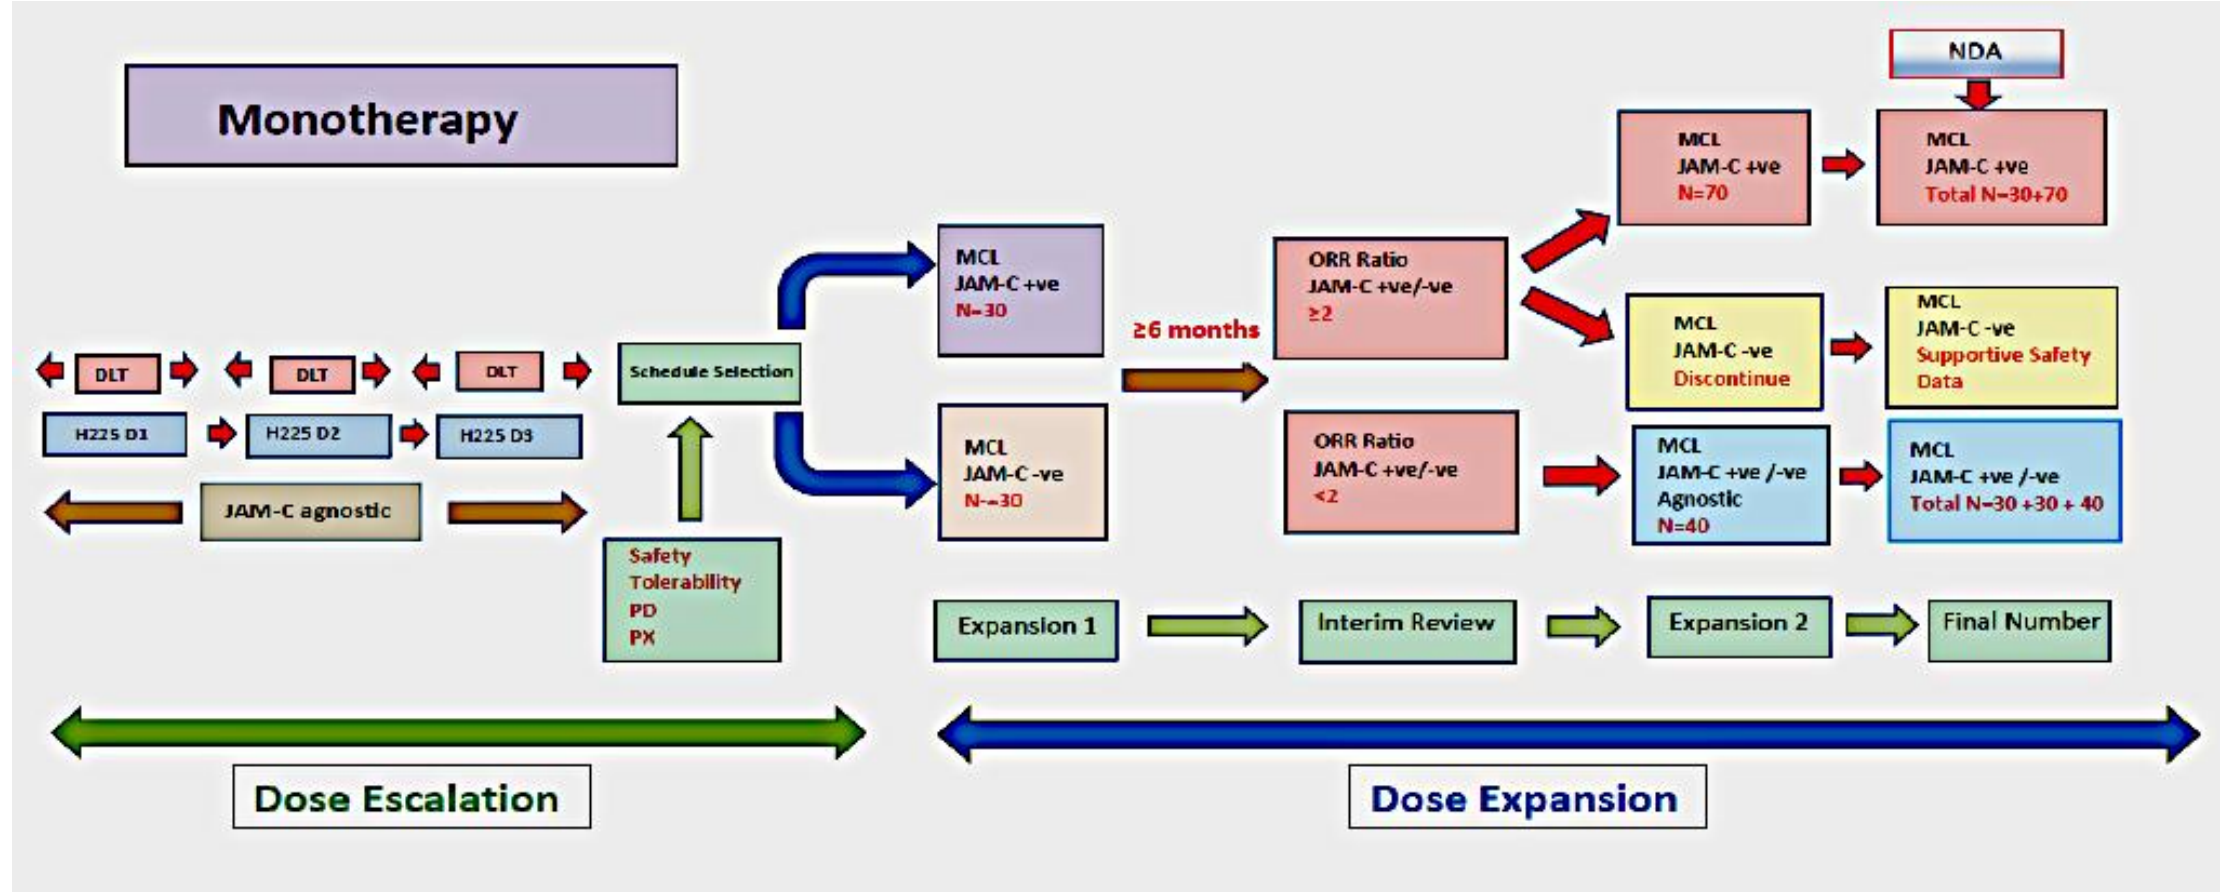 NDA
Monotherapy
MCL
JAM-C +ve
N=70
MCL
JAM-C +ve
Total N=30+70
MCL
JAM-C +ve
N=30
ORR Ratio
JAM-C +ve/-ve
≥2
≥6 months
MCL
JAM-C -ve
Discontinue
MCL
JAM-C -ve
Supportive Safety
Data
DLT
DLT
DLT
Schedule Selection
H225 D1
H225 D2
H225 D3
MCL
JAM-C -ve
N-=30
ORR Ratio
JAM-C +ve/-ve
<2
MCL
JAM-C +ve /-ve
Agnostic
N=40
MCL
JAM-C +ve /-ve
Total N=30 +30 + 40
JAM-C agnostic
Safety
Tolerability
PD
PX
Expansion 1
Interim Review
Expansion 2
Final Number
Dose Escalation
Dose Expansion